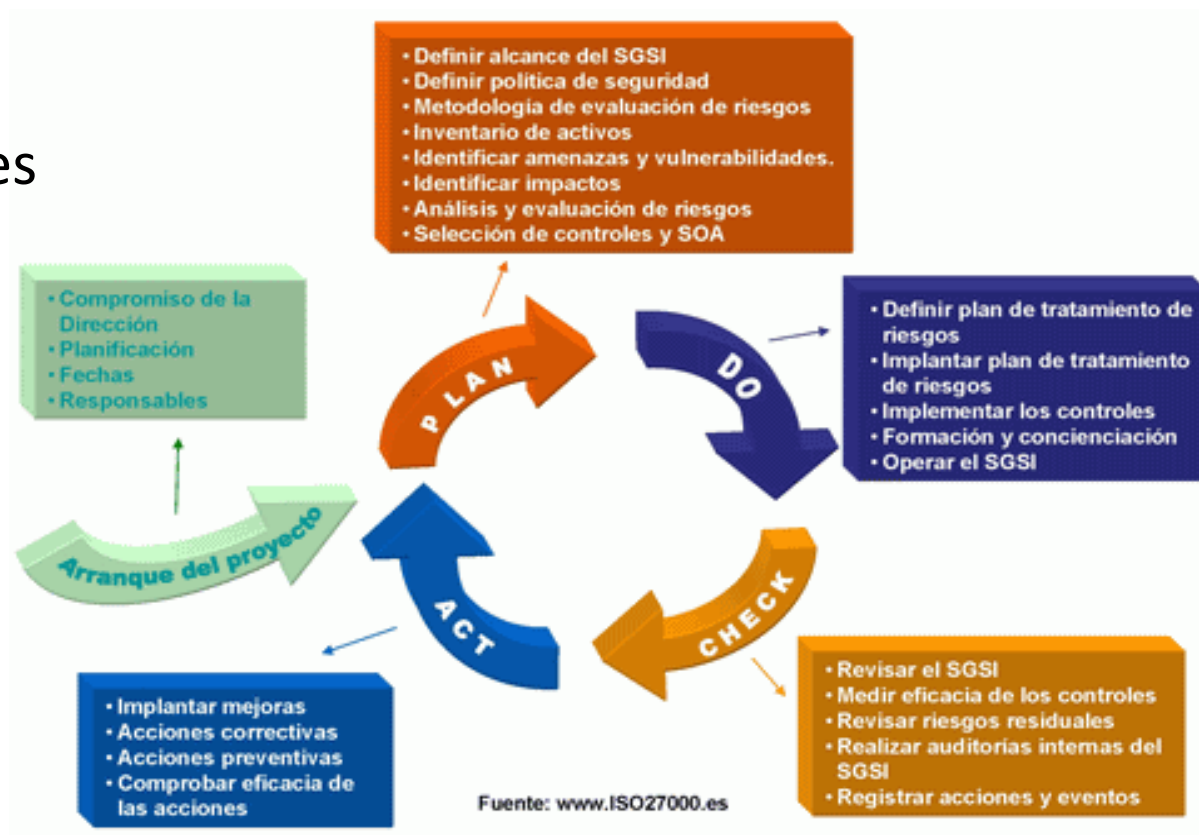 es
• Definir alcance del SGSI
• Definir política de seguridad
• Metodología de evaluación de riesgos
• Inventario de activos
• Identificar amenazas y vulnerabilidades.
• Identificar impactos
• Análisis y evaluación de riesgos
• Selección de controles y SOA
• Compromiso de la
Dirección
• Planificación
• Fechas
• Responsables
Arranque del proyecto
PLAN
DO
• Definir plan de tratamiento de
riesgos
• Implantar plan de tratamiento
de riesgos
• Implementar los controles
• Formación y concienciación
• Operar el SGSI
CHECK
• Revisar el SGSI
• Medir eficacia de los controles
• Revisar riesgos residuales
• Realizar auditorías internas del
SGSI
• Registrar acciones y eventos
ACT
• Implantar mejoras
• Acciones correctivas
• Acciones preventivas
• Comprobar eficacia de
las acciones
Fuente: www.ISO27000.es